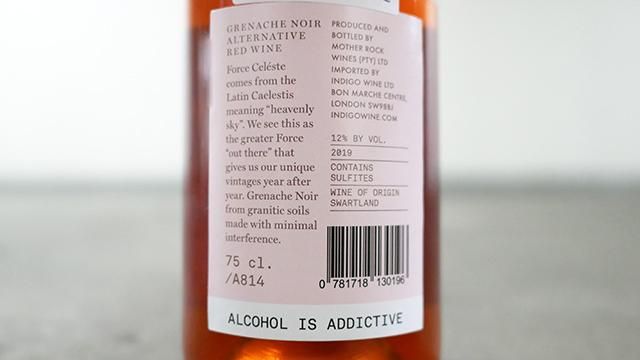 GRENACHE NOIR
ALTERNATIVE
RED WINE
Force Celéste
comes from the
Latin Caelestis
meaning “heavenly
sky”. We see this as
the greater Force
“out there” that
gives us our unique
vintages year after
year. Grenache Noir
from granitic soils
made with minimal
interference.
75 cl.
/A814
PRODUCED AND
BOTTLED BY
MOTHER ROCK
WINES (PTY) LTD
IMPORTED BY
INDIGO WINE LTD
BON MARCHE CENTRE,
LONDON SW98BJ
INDIGOWINE.COM
12% BY VOL.
2019
CONTAINS
SULFITES
WINE OF ORIGIN
SWARTLAND
0 781718 130196
ALCOHOL IS ADDICTIVE